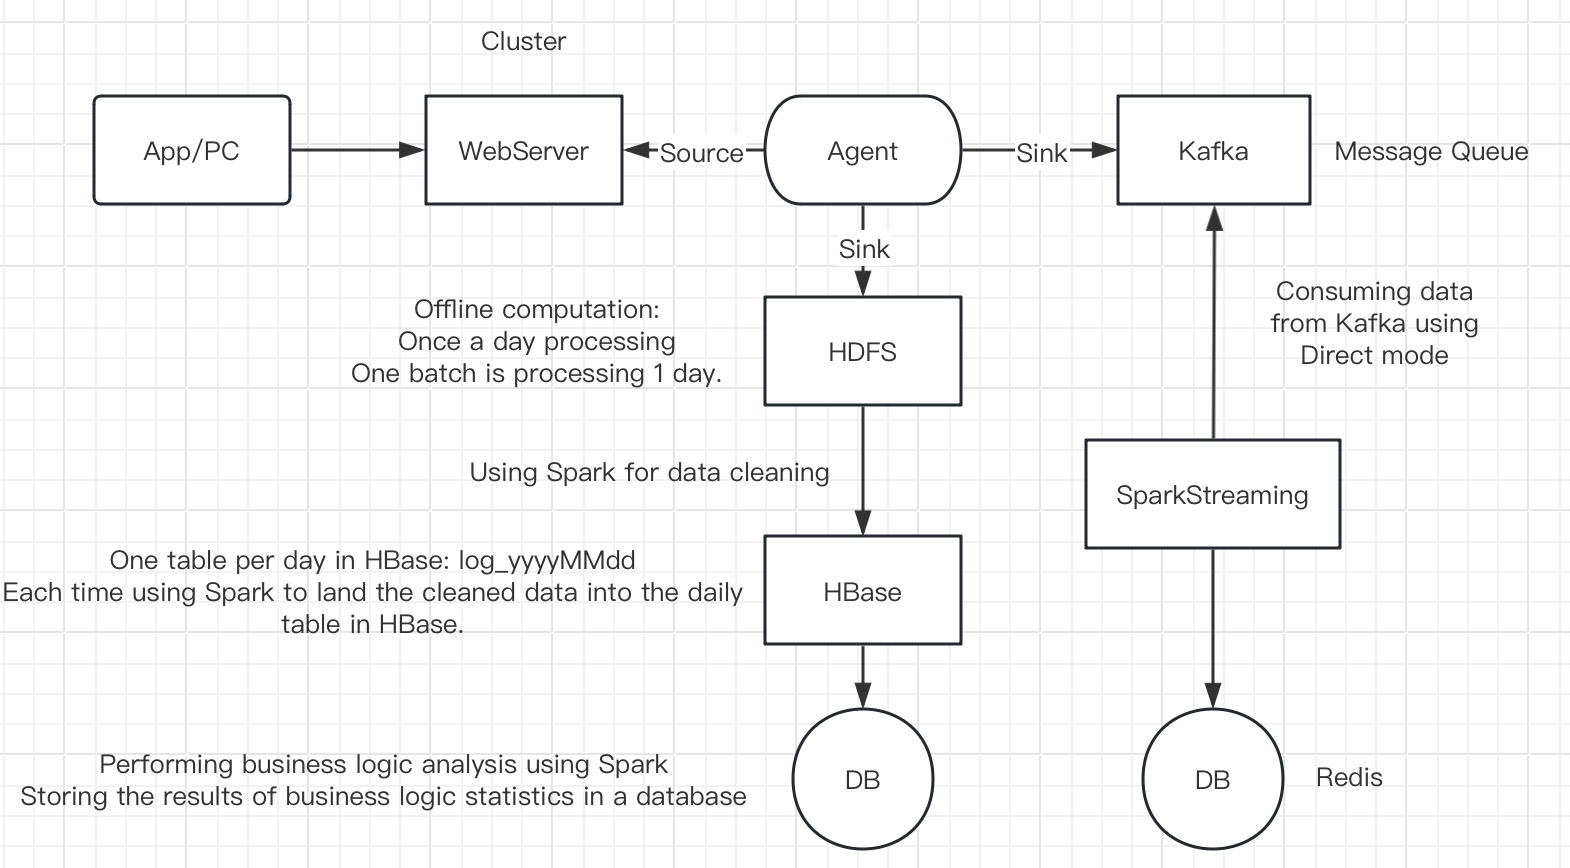 Cluster
App/PC
WebServer
Source
Agent
Sink
Kafka
Message Queue
Sink
Offline computation:
Once a day processing
One batch is processing 1 day.
HDFS
Consuming data
from Kafka using
Direct mode
Using Spark for data cleaning
SparkStreaming
One table per day in HBase: log_yyyyMMdd
Each time using Spark to land the cleaned data into the daily
table in HBase.
HBase
Performing business logic analysis using Spark
Storing the results of business logic statistics in a database
DB
DB
Redis